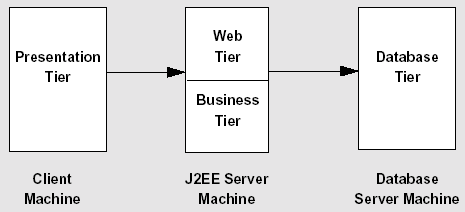 Presentation
Tier
Web
Tier
Business
Tier
Database
Tier
Client
Machine
J2EE Server
Machine
Database
Server Machine